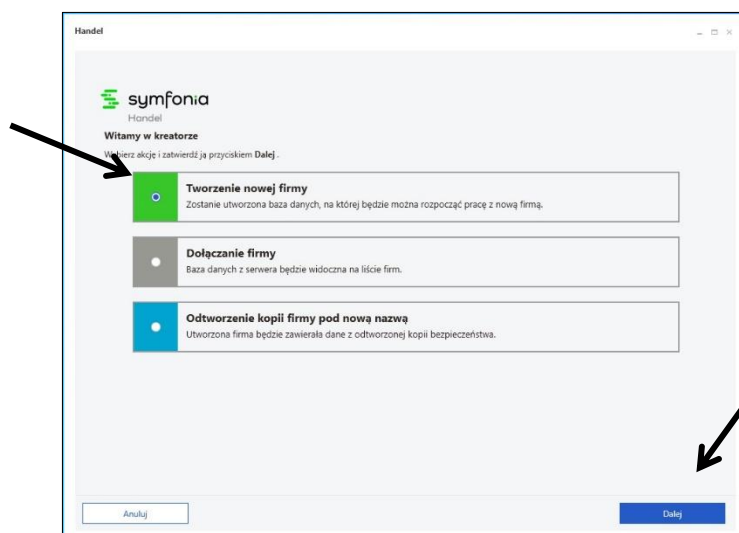 Handel
symfonia
Handel
Witamy w kreatorze
Wybierz akcję i zatwierdź ją przyciskiem Dalej .
Tworzenie nowej firmy
Zostanie utworzona baza danych, na której będzie można rozpocząć pracę z nową firmą.
Dołączanie firmy
Baza danych z serwera będzie widoczna na liście firm.
Odtworzenie kopii firmy pod nową nazwą
Utworzona firma będzie zawierała dane z odtworzonej kopii bezpieczeństwa.
Anuluj
Dalej